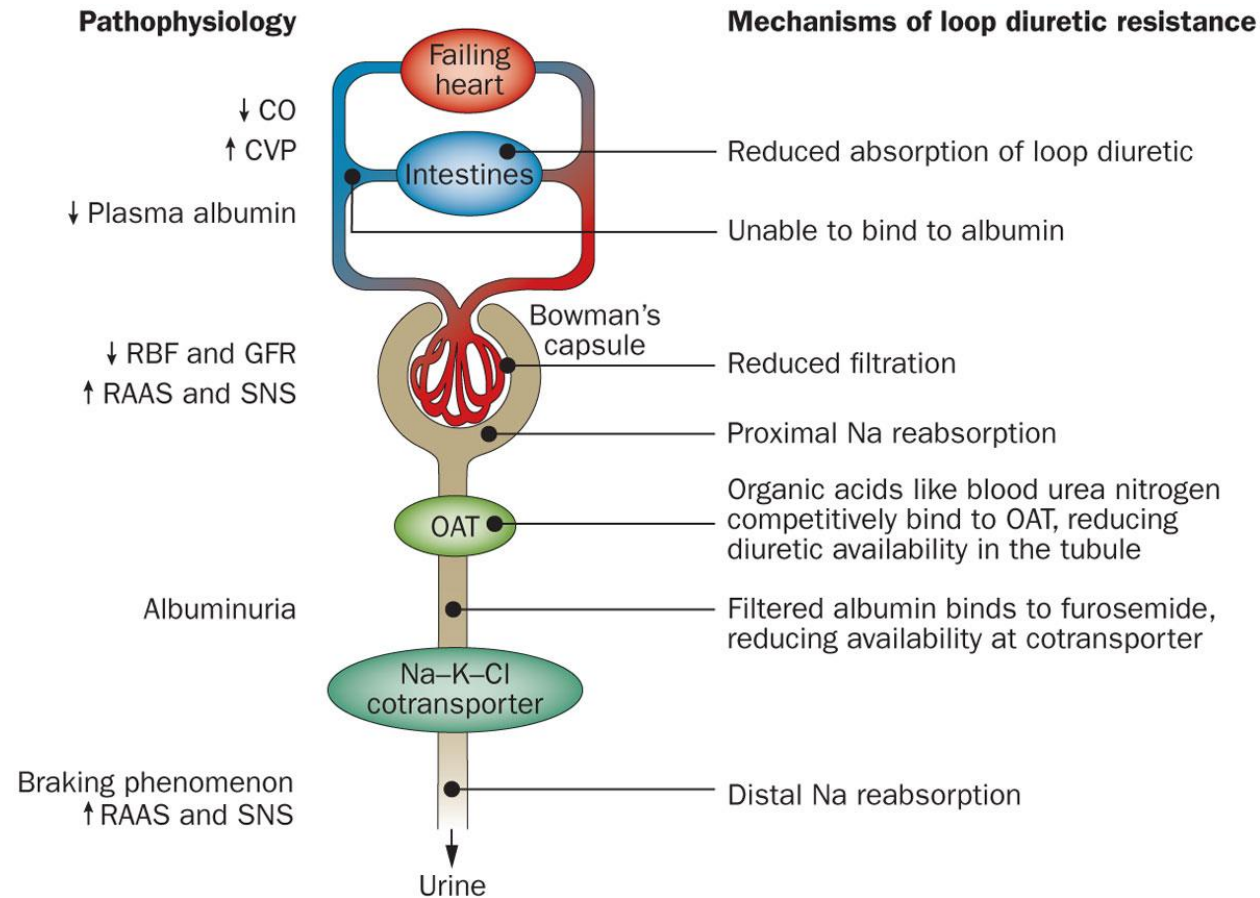 Pathophysiology
Mechanisms of loop diuretic resistance
Failing
heart
↓ CO
↑ CVP
Intestines
Reduced absorption of loop diuretic
↓ Plasma albumin
Unable to bind to albumin
Bowman's
capsule
↓ RBF and GFR
↑ RAAS and SNS
Reduced filtration
Proximal Na reabsorption
OAT
Organic acids like blood urea nitrogen
competitively bind to OAT, reducing
diuretic availability in the tubule
Albuminuria
Filtered albumin binds to furosemide,
reducing availability at cotransporter
Na–K–Cl
cotransporter
Braking phenomenon
↑ RAAS and SNS
Distal Na reabsorption
Urine